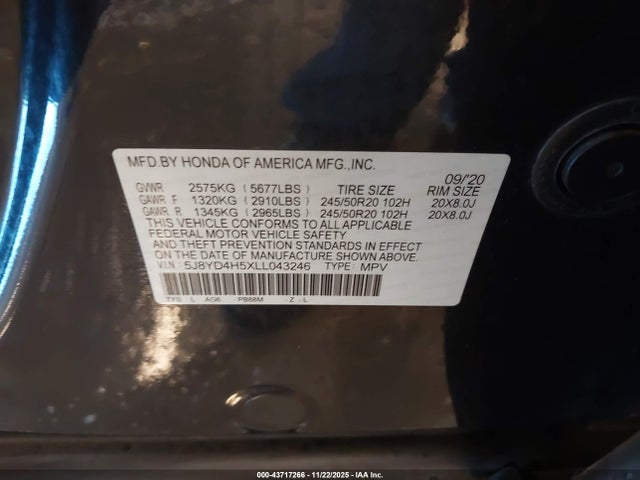 MFD.BY HONDA OF AMERICA MFG.,INC. 09/20
GVWR 2575KG (5677LBS) TIRE SIZE RIM SIZE
GAWR F 1320KG (2910LBS) 245/50R20 102H 20X8.0J
GAWR R 1345KG (2965LBS) 245/50R20 102H 20X8.0J
THIS VEHICLE CONFORMS TO ALL APPLICABLE
FEDERAL MOTOR VEHICLE SAFETY
AND THEFT PREVENTION STANDARDS IN EFFECT
ON THE DATE OF MANUFACTURE SHOWN ABOVE.
V.I.N.: 5J8YD4H5XLL043246 TYPE: MPV
TYS L AG6 PB88M -Z-L
000-43717266 - 11/22/2025 - IAA Inc.